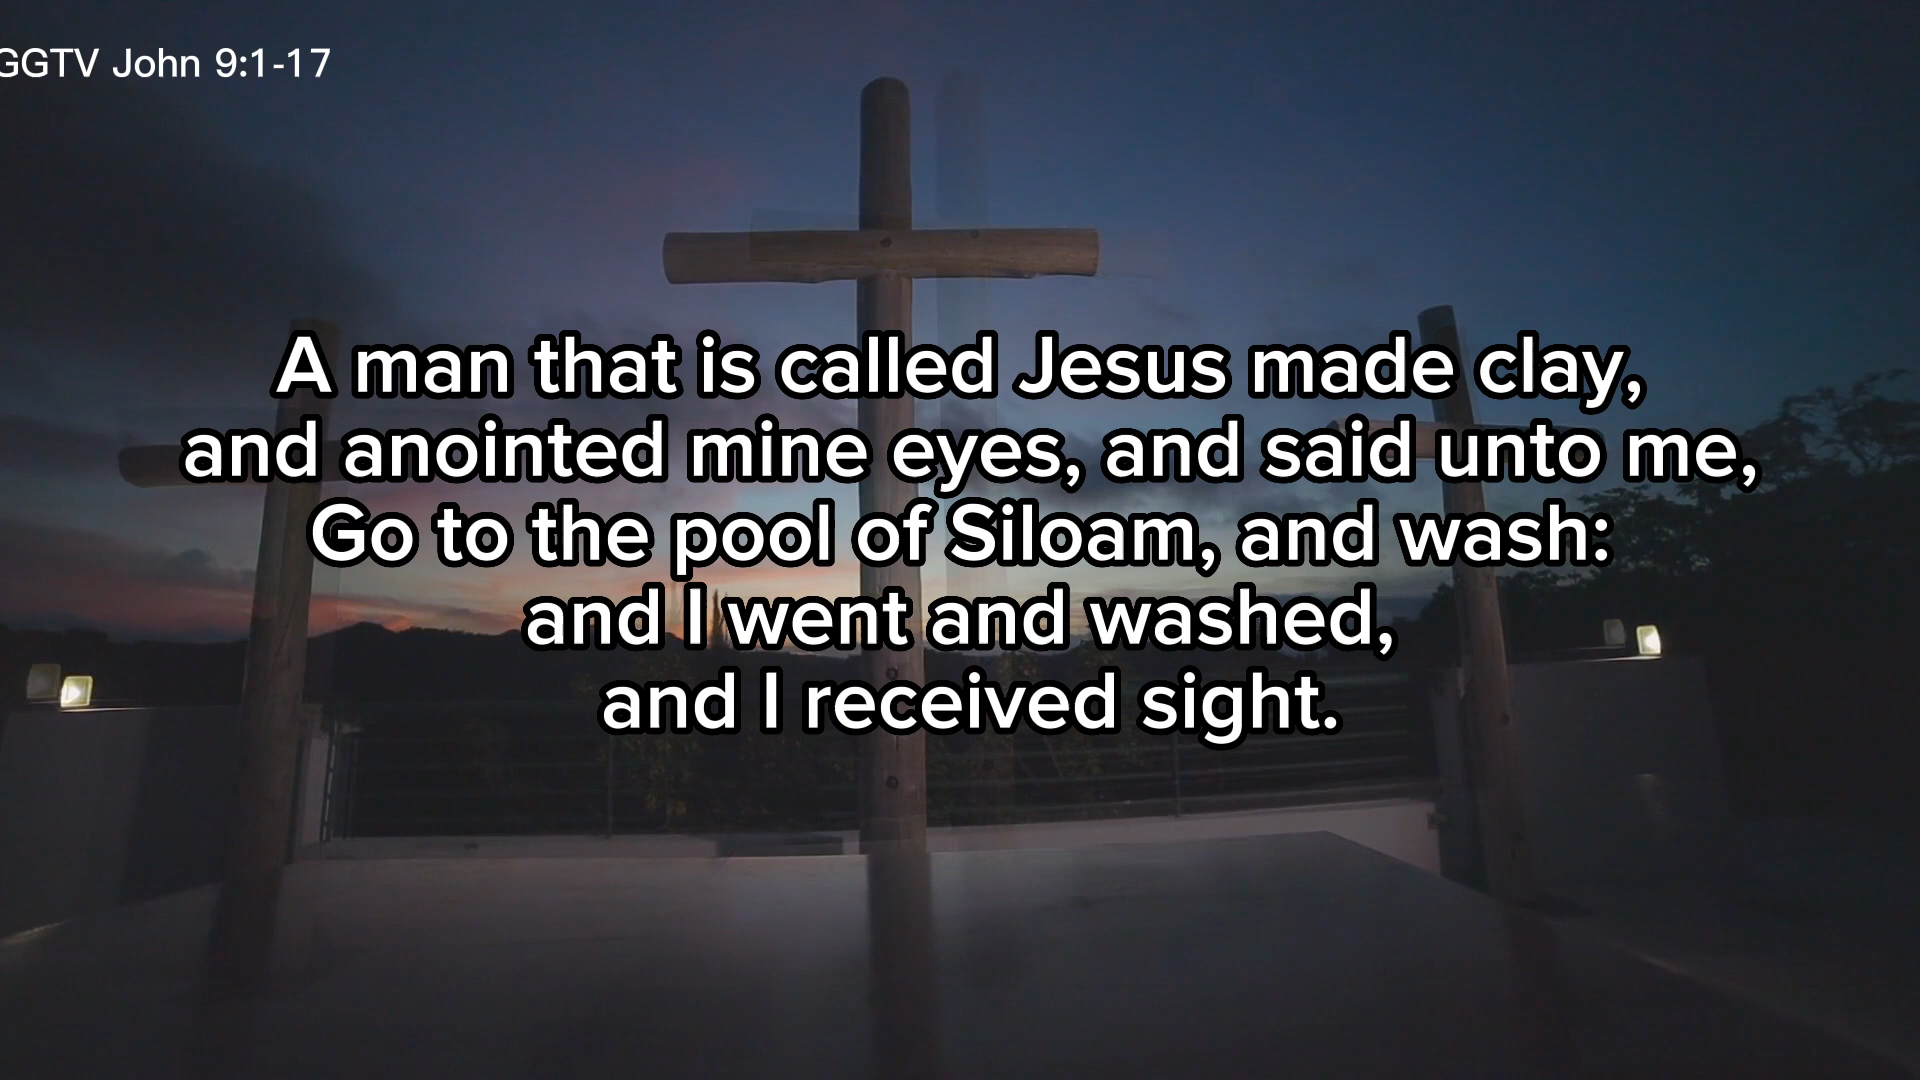 GGTV John 9:1-17
A man that is called Jesus made clay,
and anointed mine eyes, and said unto me,
Go to the pool of Siloam, and wash:
and I went and washed,
and I received sight.